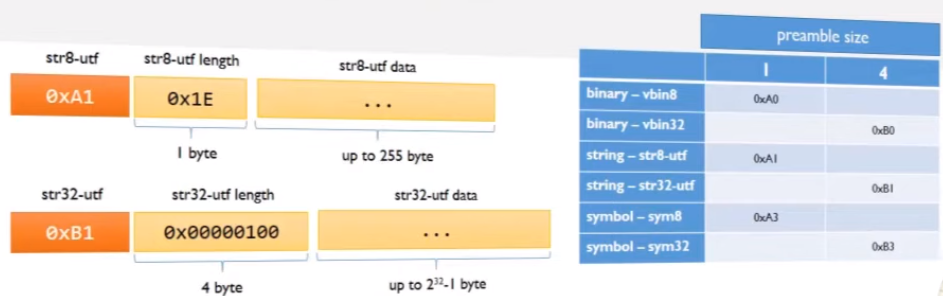 str8-utf str8-utf length str8-utf data
0xA1 0x1E ...
1 byte up to 255 byte
str32-utf str32-utf length str32-utf data
0xB1 0x00000100 ...
4 byte up to 2³²-1 byte
preamble size
1 4
binary – vbin8 0xA0
binary – vbin32 0xB0
string – str8-utf 0xA1
string – str32-utf 0xB1
symbol – sym8 0xA3
symbol – sym32 0xB3